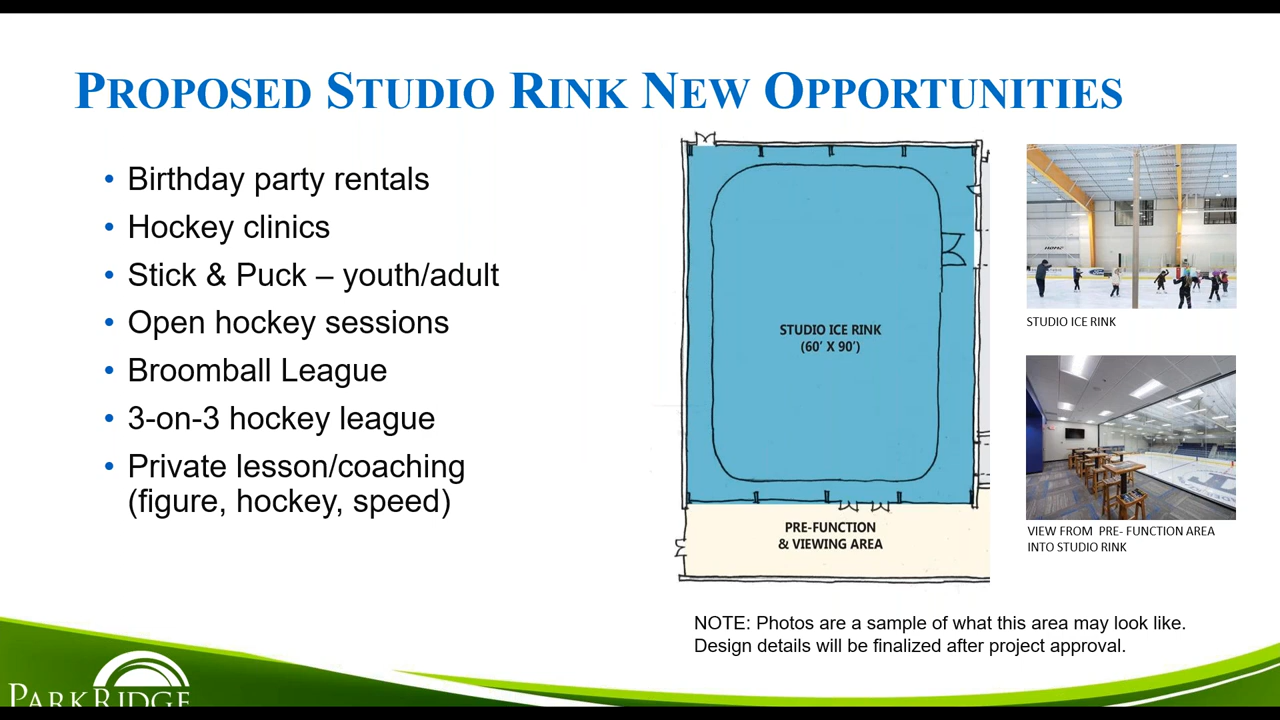 PROPOSED STUDIO RINK NEW OPPORTUNITIES
• Birthday party rentals
• Hockey clinics
• Stick & Puck – youth/adult
• Open hockey sessions
• Broomball League
• 3-on-3 hockey league
• Private lesson/coaching
(figure, hockey, speed)
STUDIO ICE RINK
(60' X 90')
PRE-FUNCTION
& VIEWING AREA
STUDIO ICE RINK
VIEW FROM PRE- FUNCTION AREA
INTO STUDIO RINK
NOTE: Photos are a sample of what this area may look like.
Design details will be finalized after project approval.
PARK RIDGE